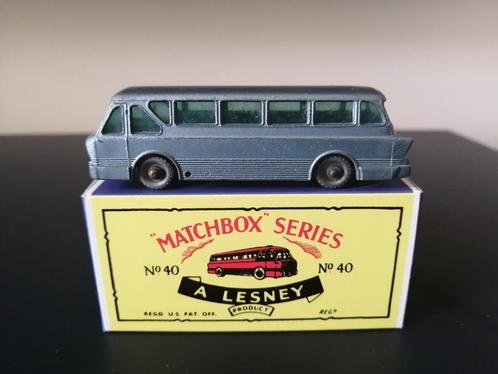 "MATCHBOX" SERIES
No 40 No 40
A LESNEY
PRODUCT
REGD. U.S. PAT. OFF. REGD